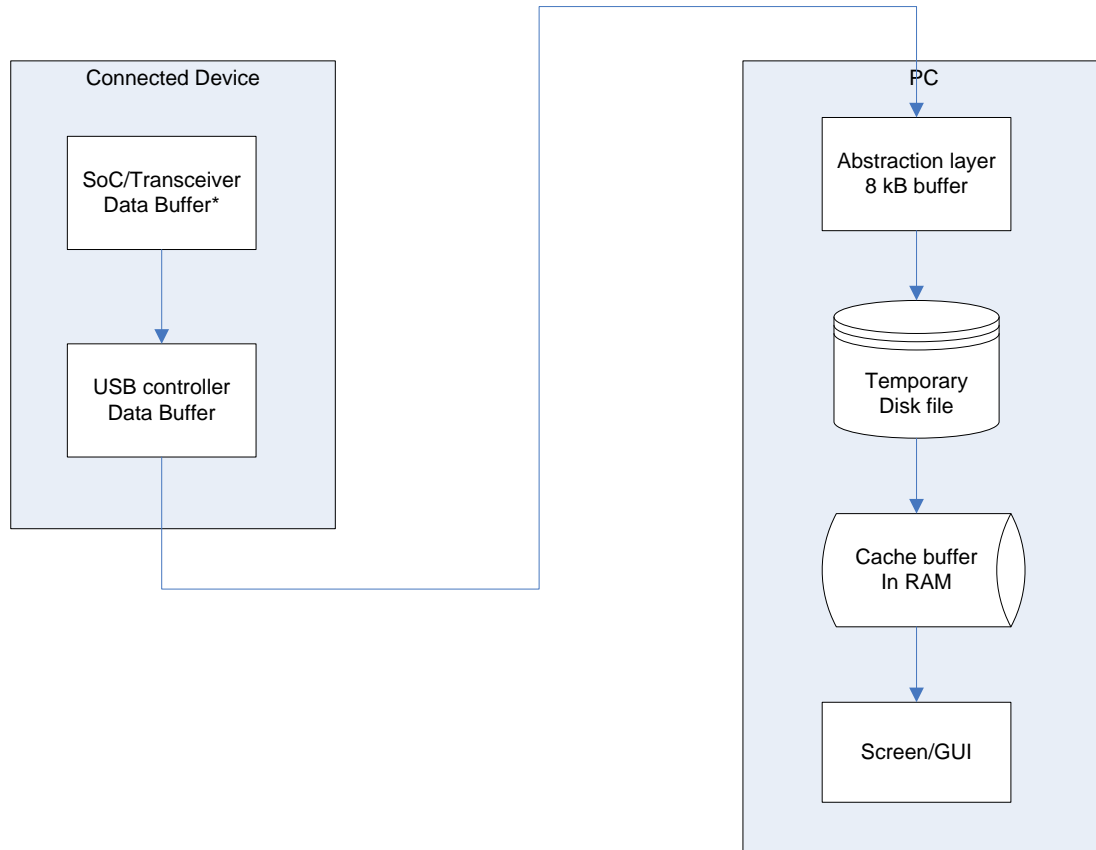 Connected Device
SoC/Transceiver
Data Buffer*
USB controller
Data Buffer
PC
Abstraction layer
8 kB buffer
Temporary
Disk file
Cache buffer
In RAM
Screen/GUI